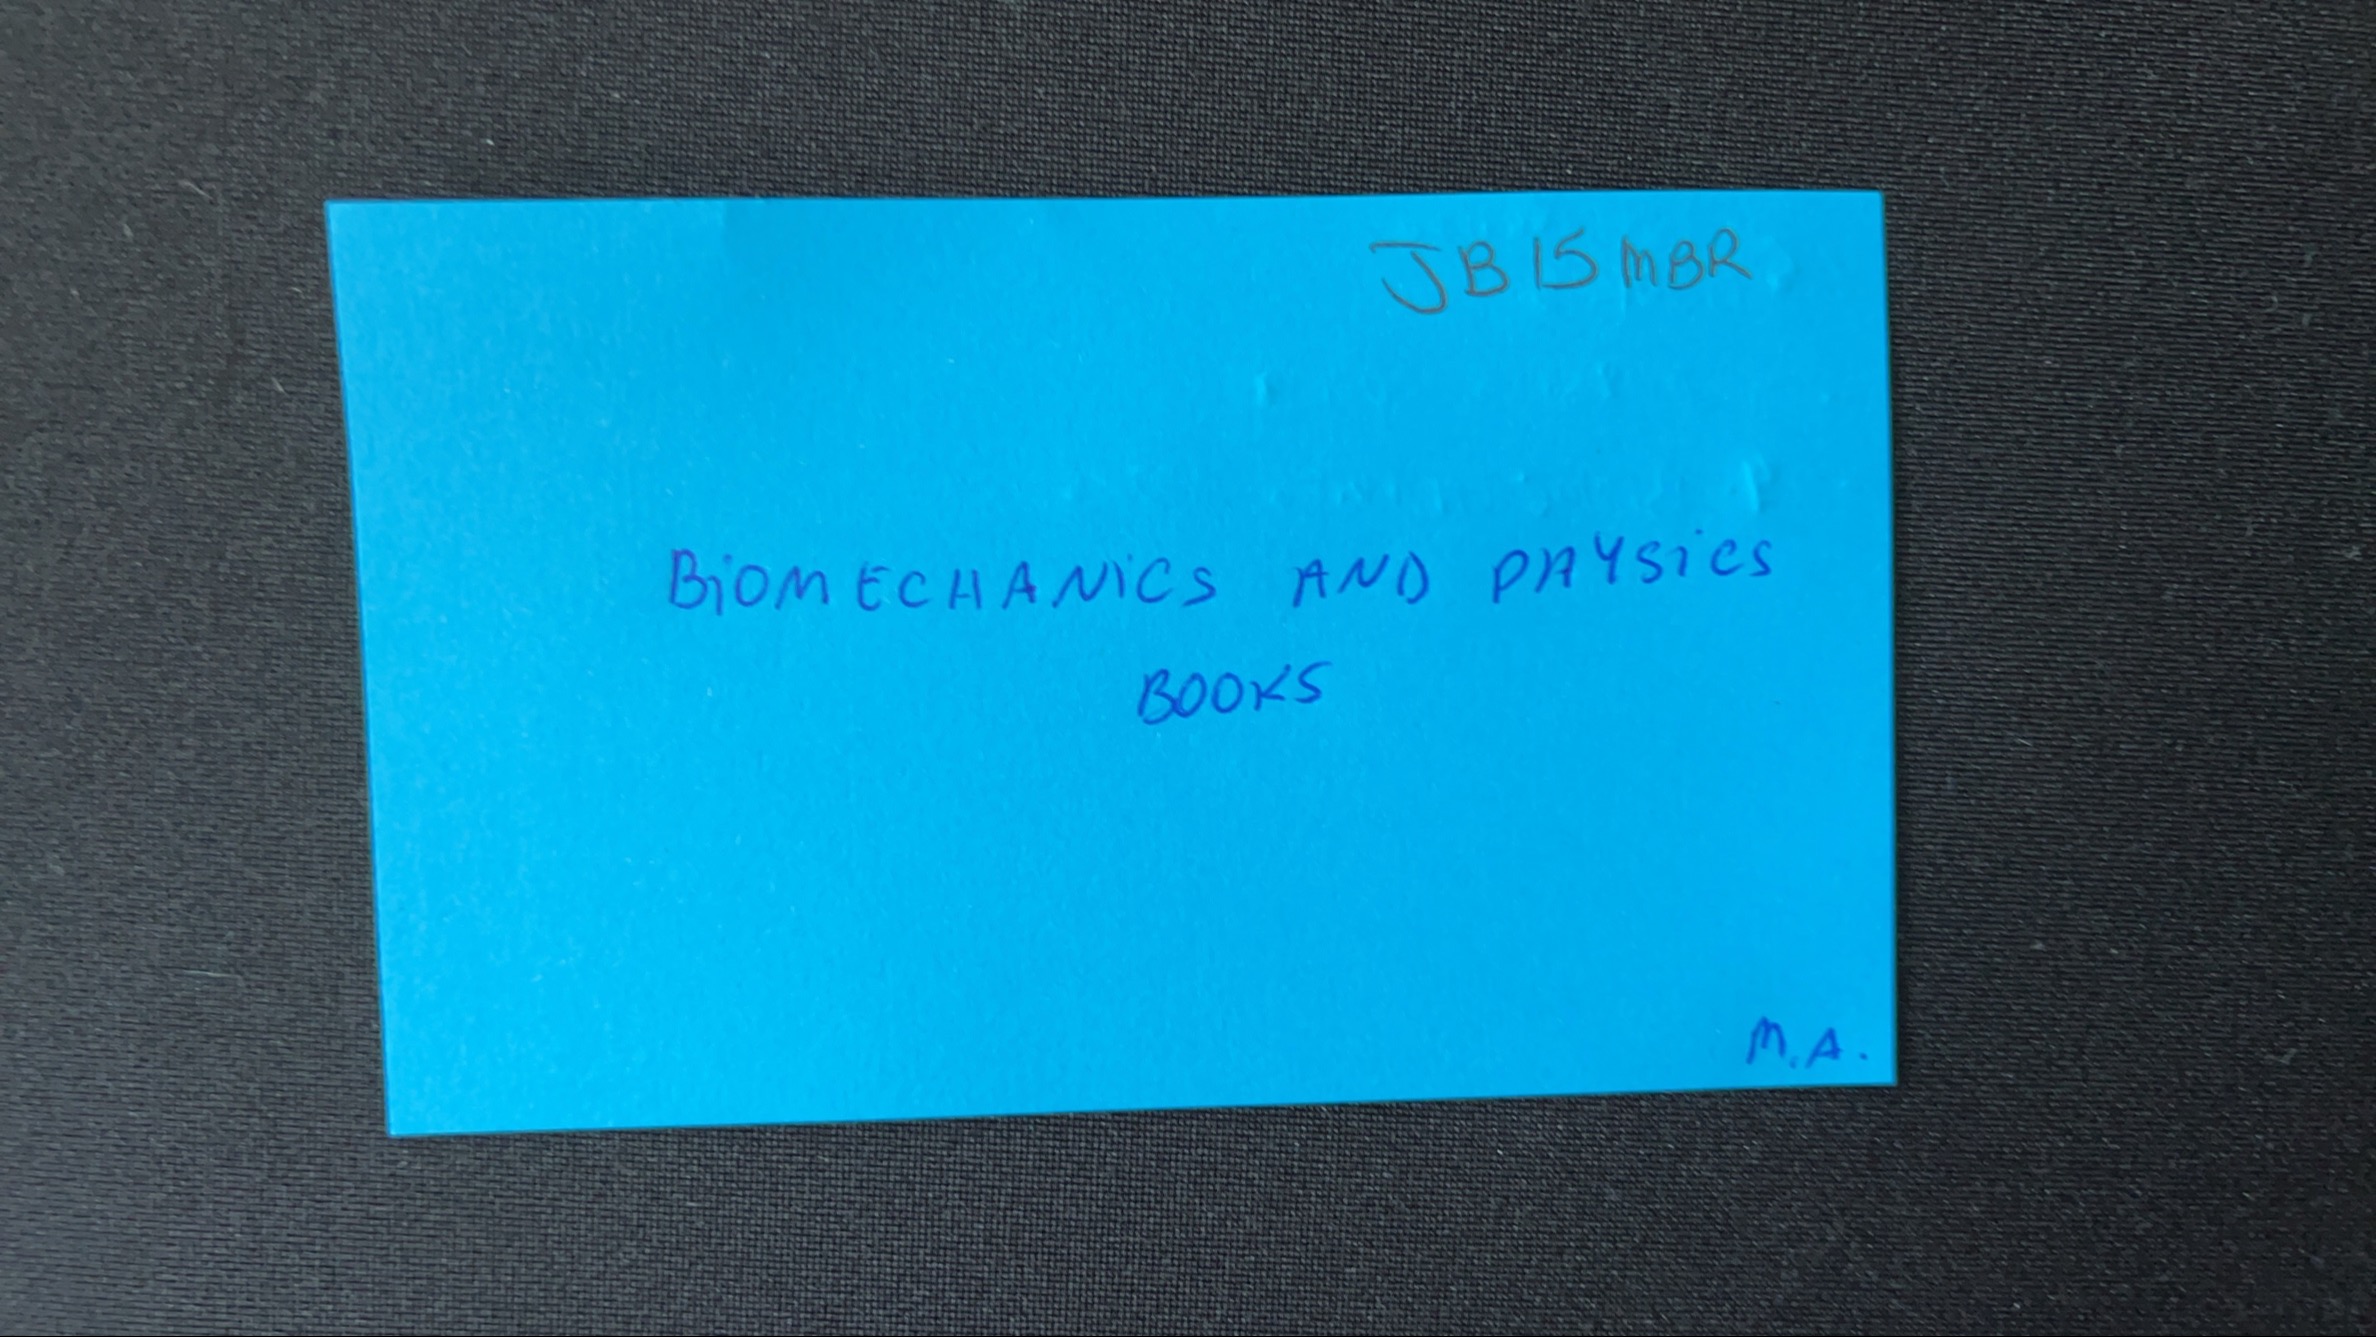 JB15MBR
BiOMECHANiCS AND PHYSiCS
BOOKS
M.A.